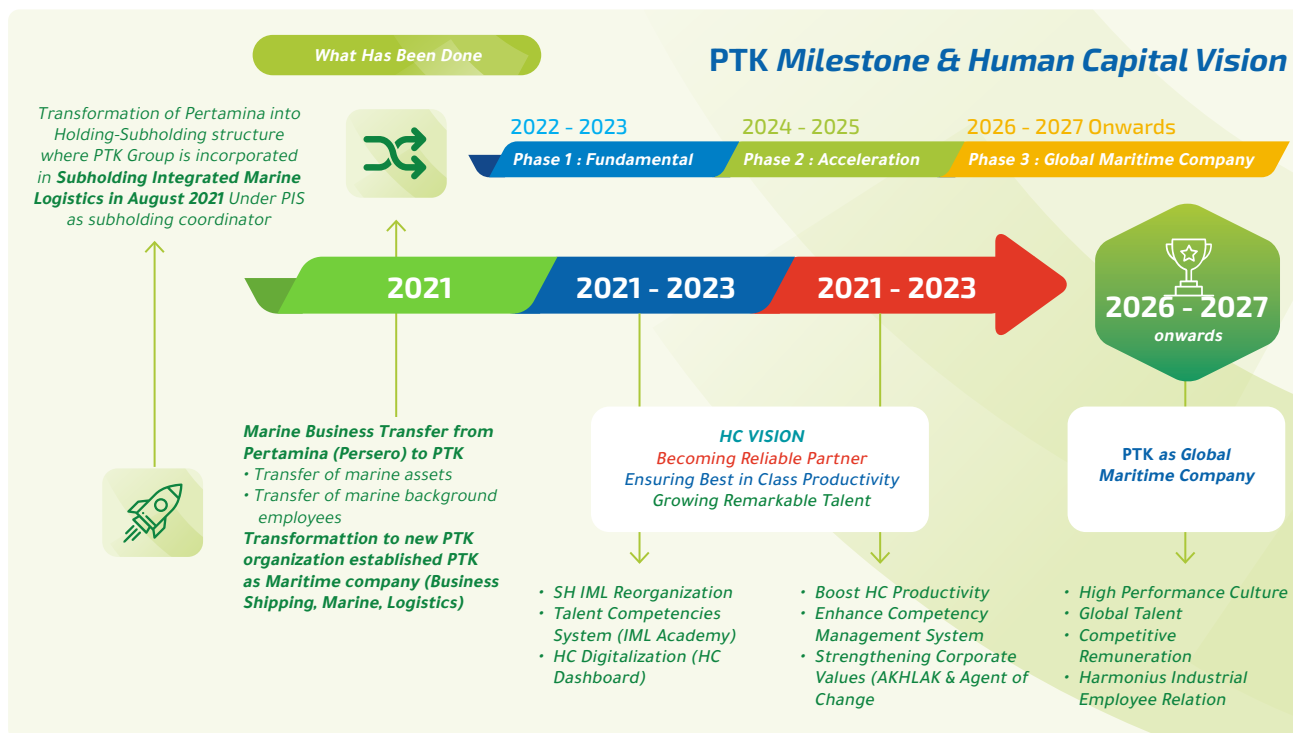 What Has Been Done
PTK Milestone & Human Capital Vision
Transformation of Pertamina into
Holding-Subholding structure
where PTK Group is incorporated
in Subholding Integrated Marine
Logistics in August 2021 Under PIS
as subholding coordinator
2022 - 2023
2024 - 2025
2026 - 2027 Onwards
Phase 1 : Fundamental
Phase 2 : Acceleration
Phase 3 : Global Maritime Company
2021
2021 - 2023
2021 - 2023
2026 - 2027
onwards
Marine Business Transfer from
Pertamina (Persero) to PTK
• Transfer of marine assets
• Transfer of marine background
employees
Transformattion to new PTK
organization established PTK
as Maritime company (Business
Shipping, Marine, Logistics)
HC VISION
Becoming Reliable Partner
Ensuring Best in Class Productivity
Growing Remarkable Talent
PTK as Global
Maritime Company
• SH IML Reorganization
• Talent Competencies
System (IML Academy)
• HC Digitalization (HC
Dashboard)
• Boost HC Productivity
• Enhance Competency
Management System
• Strengthening Corporate
Values (AKHLAK & Agent of
Change
• High Performance Culture
• Global Talent
• Competitive
Remuneration
• Harmonius Industrial
Employee Relation